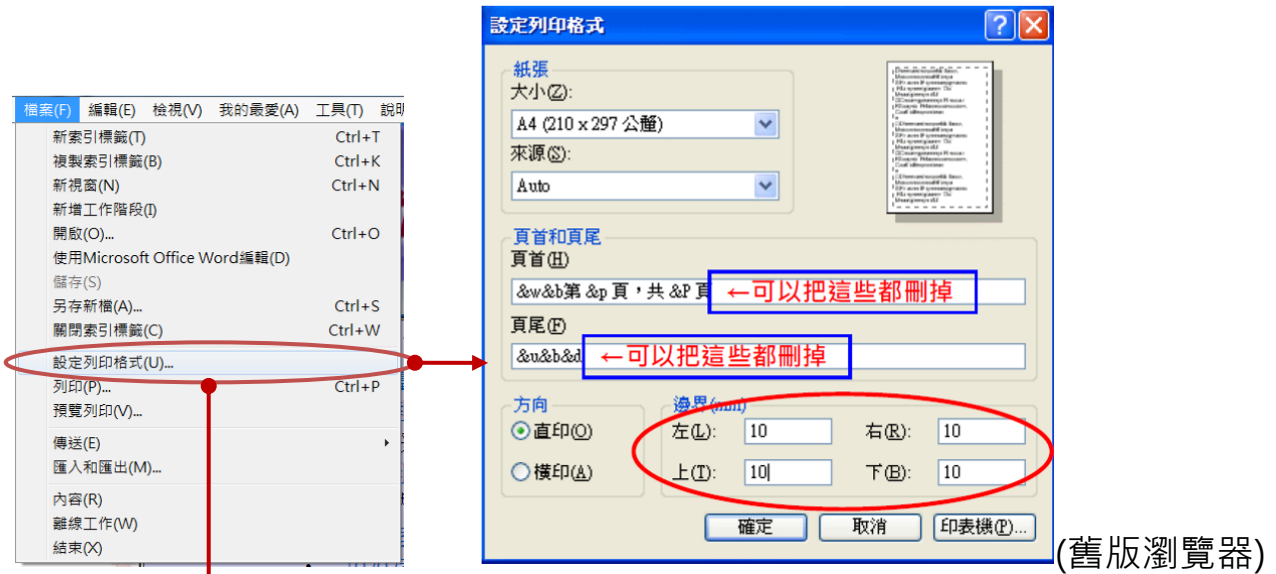 檔案(F) 編輯(E) 檢視(V) 我的最愛(A) 工具(T)
新索引標籤(T) Ctrl+T
複製索引標籤(B) Ctrl+K
新視窗(N) Ctrl+N
新增工作階段(I)
開啟(O)... Ctrl+O
使用Microsoft Office Word編輯(D)
儲存(S)
另存新檔(A)... Ctrl+S
關閉索引標籤(C) Ctrl+W
設定列印格式(U)...
列印(P)... Ctrl+P
預覽列印(V)...
傳送(E)
匯入和匯出(M)...
內容(R)
離線工作(W)
結束(X)
設定列印格式
紙張
大小(Z):
A4 (210 x 297 公釐)
來源(S):
Auto
頁首和頁尾
頁首(H)
&w&b第 &p 頁，共 &P 頁 ←可以把這些都刪掉
頁尾(F)
&u&b&d ←可以把這些都刪掉
方向
直印(O)
橫印(A)
邊界(mm)
左(L): 10 右(R): 10
上(T): 10 下(B): 10
確定 取消 印表機(P)...
(舊版瀏覽器)